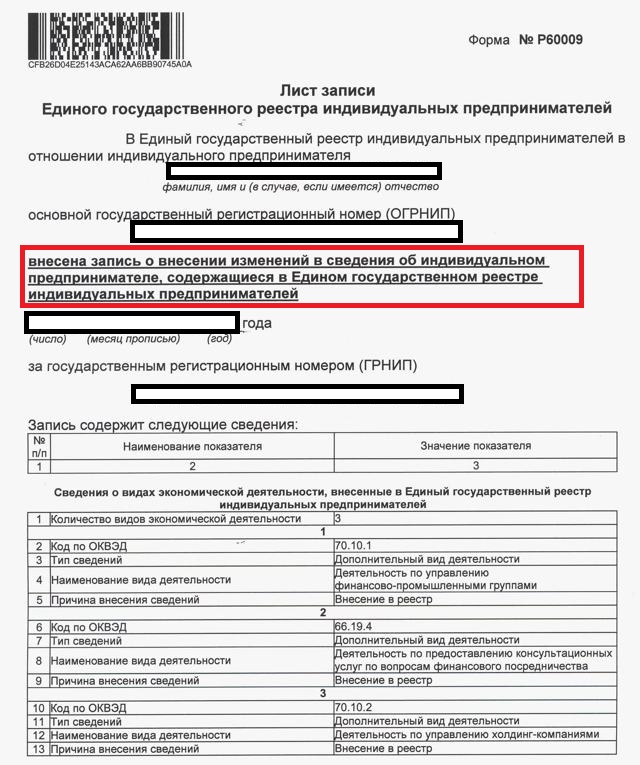 Форма № Р60009
CFB26D04E25143ACA62AA6BB90745A0A
Лист записи
Единого государственного реестра индивидуальных предпринимателей
В Единый государственный реестр индивидуальных предпринимателей в
отношении индивидуального предпринимателя
фамилия, имя и (в случае, если имеется) отчество
основной государственный регистрационный номер (ОГРНИП)
внесена запись о внесении изменений в сведения об индивидуальном
предпринимателе, содержащиеся в Едином государственном реестре
индивидуальных предпринимателей
года
(число) (месяц прописью) (год)
за государственным регистрационным номером (ГРНИП)
Запись содержит следующие сведения:
№ п/п Наименование показателя Значение показателя
1 2 3
Сведения о видах экономической деятельности, внесенные в Единый государственный реестр
индивидуальных предпринимателей
1 Количество видов экономической деятельности 3
1
2 Код по ОКВЭД 70.10.1
3 Тип сведений Дополнительный вид деятельности
4 Наименование вида деятельности Деятельность по управлению
финансово-промышленными группами
5 Причина внесения сведений Внесение в реестр
2
6 Код по ОКВЭД 66.19.4
7 Тип сведений Дополнительный вид деятельности
8 Наименование вида деятельности Деятельность по предоставлению консультационных
услуг по вопросам финансового посредничества
9 Причина внесения сведений Внесение в реестр
3
10 Код по ОКВЭД 70.10.2
11 Тип сведений Дополнительный вид деятельности
12 Наименование вида деятельности Деятельность по управлению холдинг-компаниями
13 Причина внесения сведений Внесение в реестр